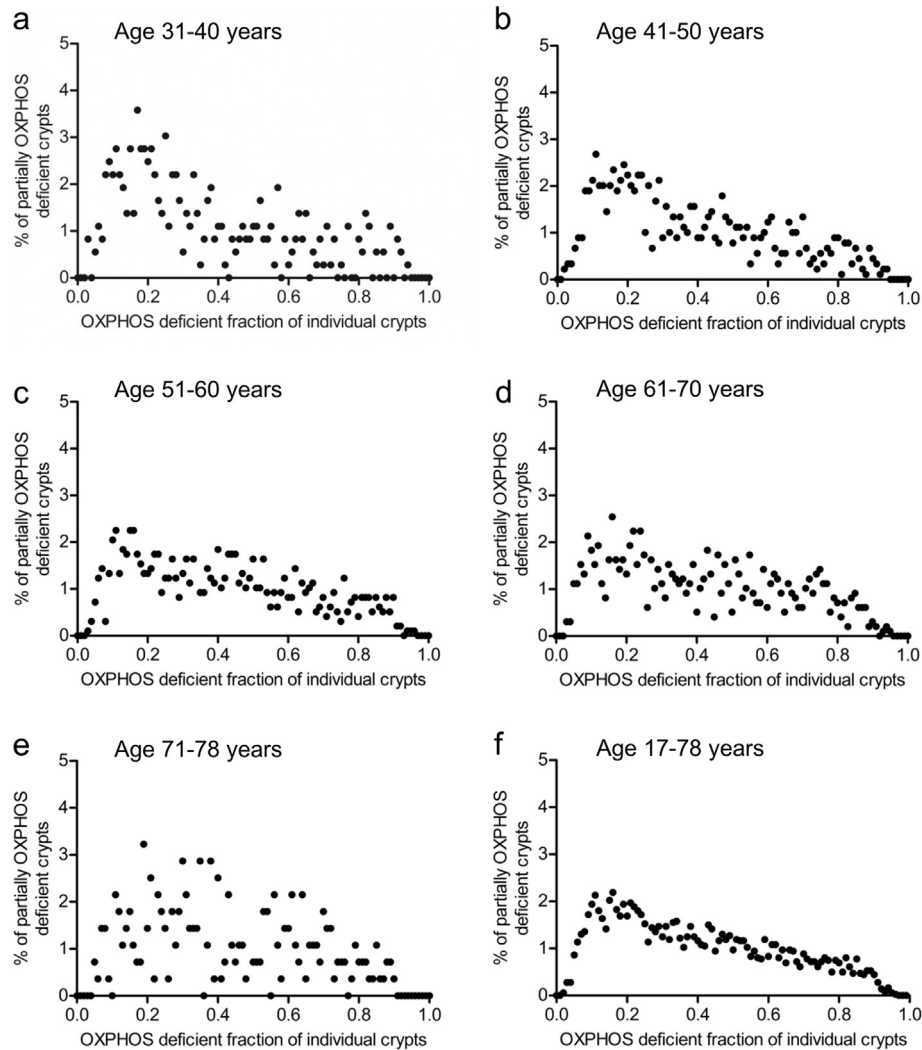 a
Age 31-40 years
% of partially OXPHOS
deficient crypts
5
4
3
2
1
0
0.0 0.2 0.4 0.6 0.8 1.0
OXPHOS deficient fraction of individual crypts
b
Age 41-50 years
% of partially OXPHOS
deficient crypts
5
4
3
2
1
0
0.0 0.2 0.4 0.6 0.8 1.0
OXPHOS deficient fraction of individual crypts
c
Age 51-60 years
% of partially OXPHOS
deficient crypts
5
4
3
2
1
0
0.0 0.2 0.4 0.6 0.8 1.0
OXPHOS deficient fraction of individual crypts
d
Age 61-70 years
% of partially OXPHOS
deficient crypts
5
4
3
2
1
0
0.0 0.2 0.4 0.6 0.8 1.0
OXPHOS deficient fraction of individual crypts
e
Age 71-78 years
% of partially OXPHOS
deficient crypts
5
4
3
2
1
0
0.0 0.2 0.4 0.6 0.8 1.0
OXPHOS deficient fraction of individual crypts
f
Age 17-78 years
% of partially OXPHOS
deficient crypts
5
4
3
2
1
0
0.0 0.2 0.4 0.6 0.8 1.0
OXPHOS deficient fraction of individual crypts